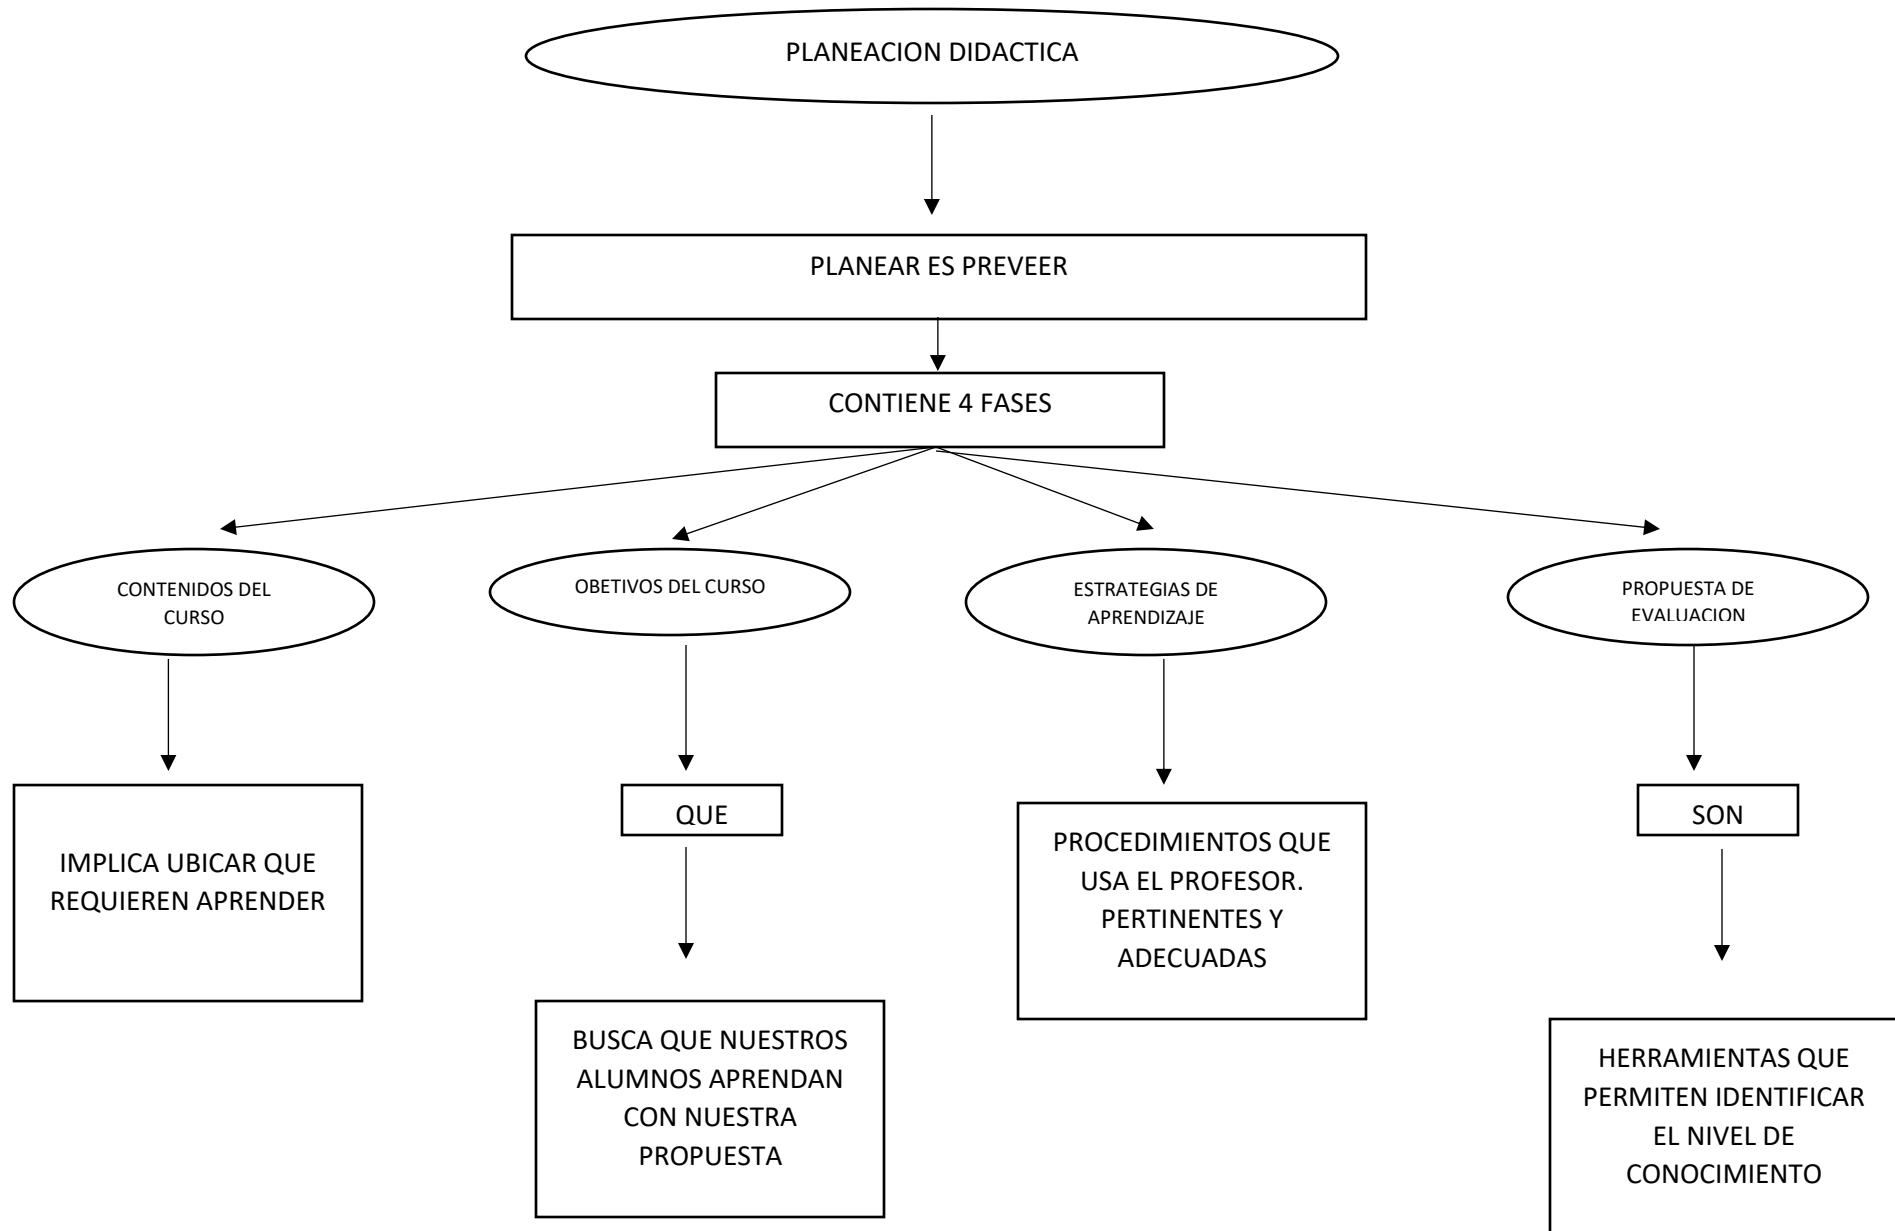 PLANEACION DIDACTICA
PLANEAR ES PREVEER
CONTIENE 4 FASES
CONTENIDOS DEL
CURSO
OBETIVOS DEL CURSO
ESTRATEGIAS DE
APRENDIZAJE
PROPUESTA DE
EVALUACION
IMPLICA UBICAR QUE
REQUIEREN APRENDER
QUE
BUSCA QUE NUESTROS
ALUMNOS APRENDAN
CON NUESTRA
PROPUESTA
PROCEDIMIENTOS QUE
USA EL PROFESOR.
PERTINENTES Y
ADECUADAS
SON
HERRAMIENTAS QUE
PERMITEN IDENTIFICAR
EL NIVEL DE
CONOCIMIENTO